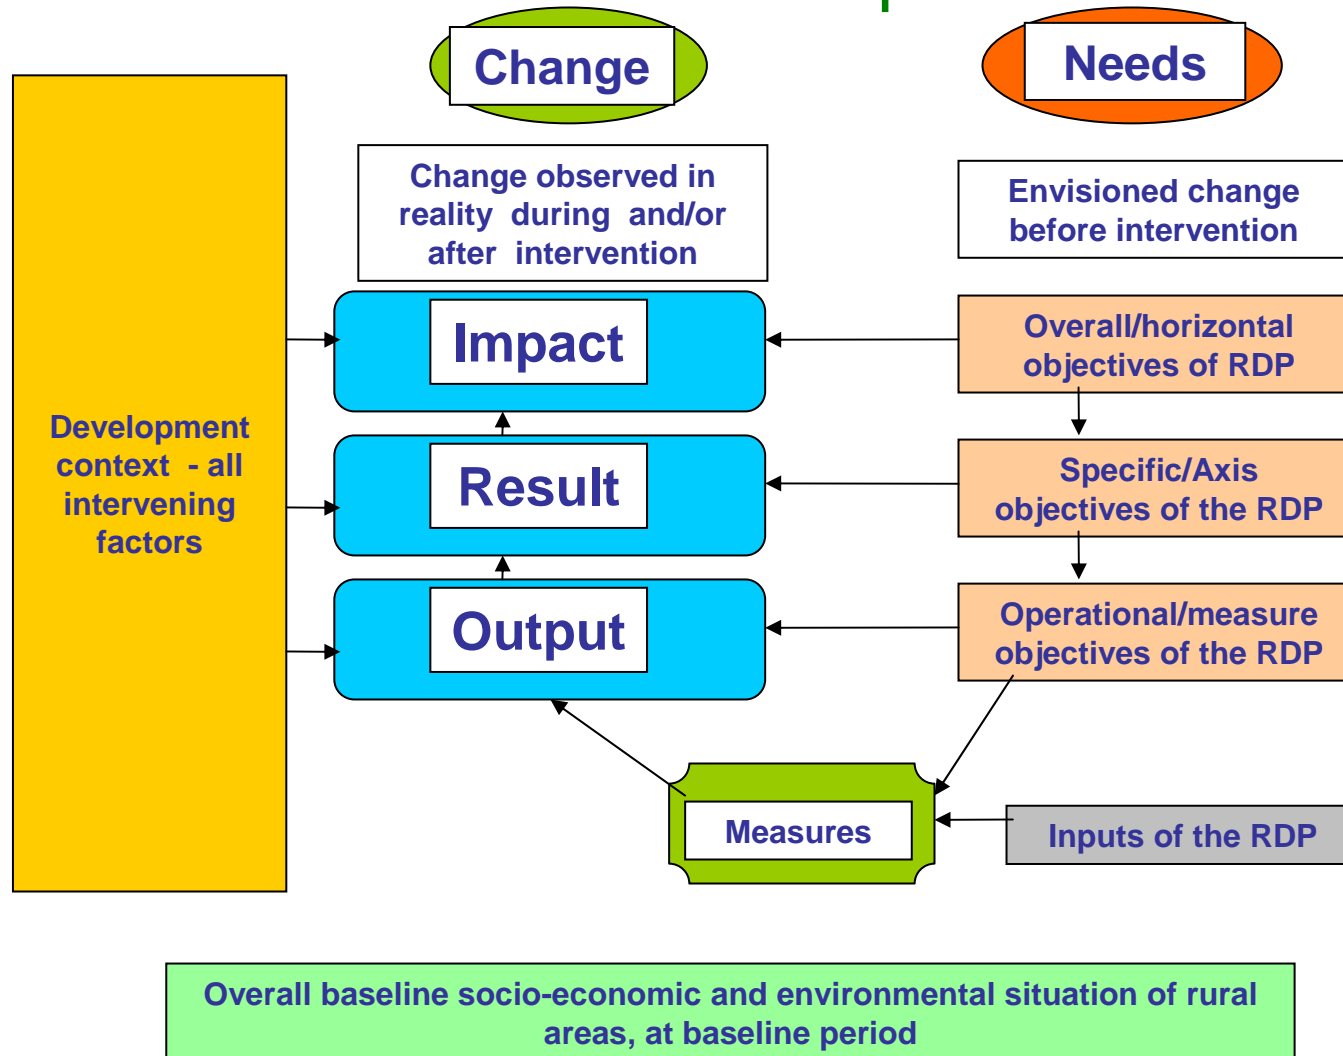 Change
Needs
Change observed in
reality during and/or
after intervention
Envisioned change
before intervention
Impact
Overall/horizontal
objectives of RDP
Development
context - all
intervening
factors
Result
Specific/Axis
objectives of the RDP
Output
Operational/measure
objectives of the RDP
Measures
Inputs of the RDP
Overall baseline socio-economic and environmental situation of rural
areas, at baseline period